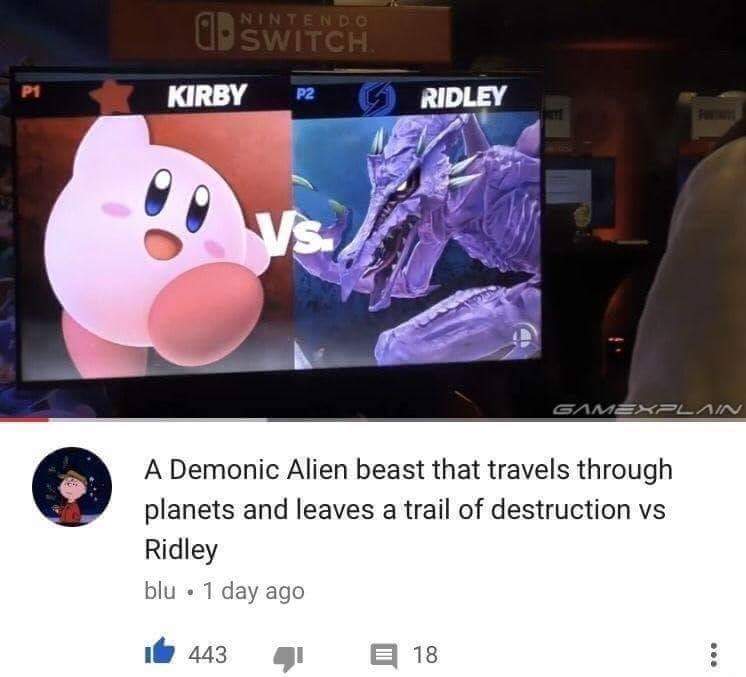 NINTENDO
SWITCH
P1 KIRBY P2 RIDLEY
Vs.
GAMEXPLAIN
A Demonic Alien beast that travels through
planets and leaves a trail of destruction vs
Ridley
blu • 1 day ago
443 18